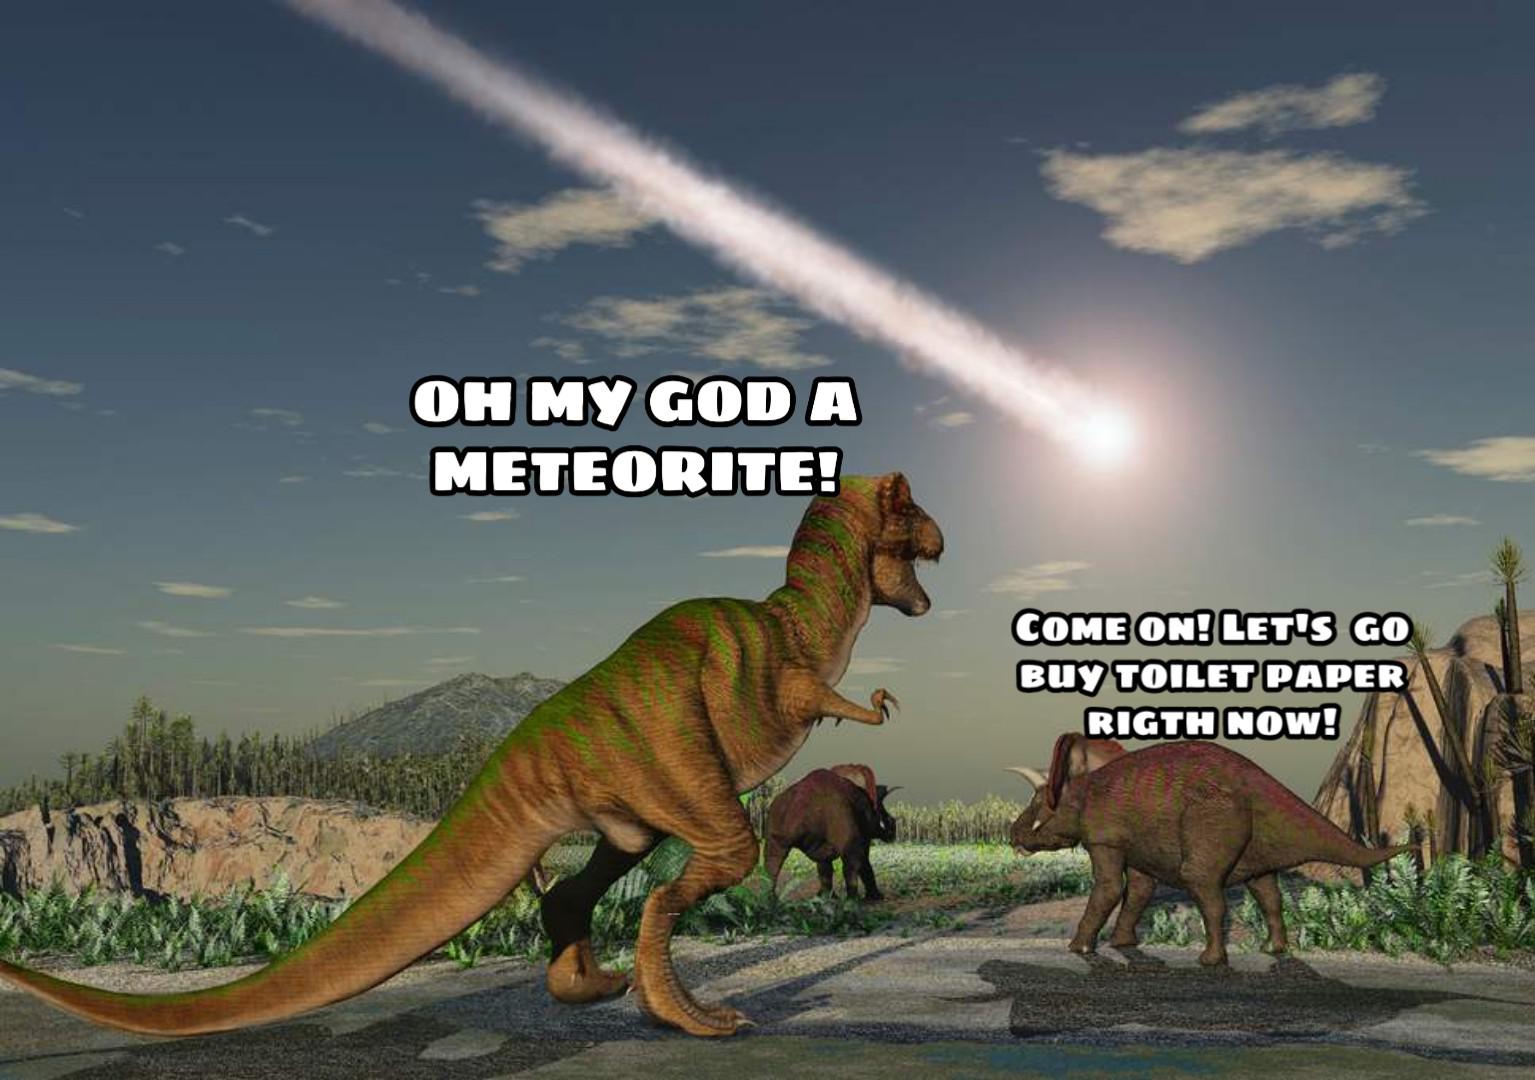 OH MY GOD A
METEORITE!
COME ON! LET'S GO
BUY TOILET PAPER
RIGTH NOW!